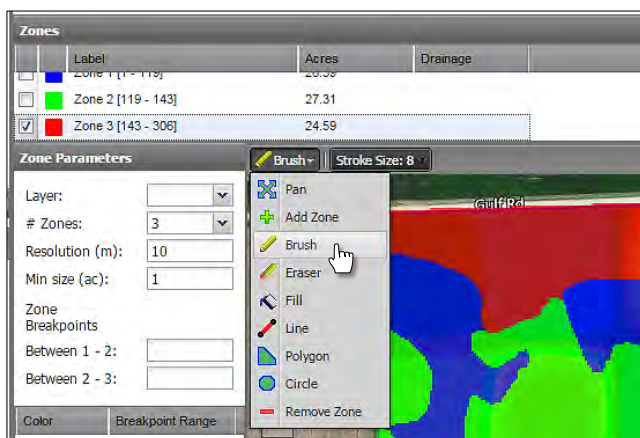 Zones
Label Acres Drainage
Zone 1 [1 - 119] 26.59
Zone 2 [119 - 143] 27.31
Zone 3 [143 - 306] 24.59
Zone Parameters
Brush Stroke Size: 8
Layer:
# Zones: 3
Resolution (m): 10
Min size (ac): 1
Zone
Breakpoints
Between 1 - 2:
Between 2 - 3:
Color Breakpoint Range
Pan
Add Zone
Brush
Eraser
Fill
Line
Polygon
Circle
Remove Zone
Gulf Rd